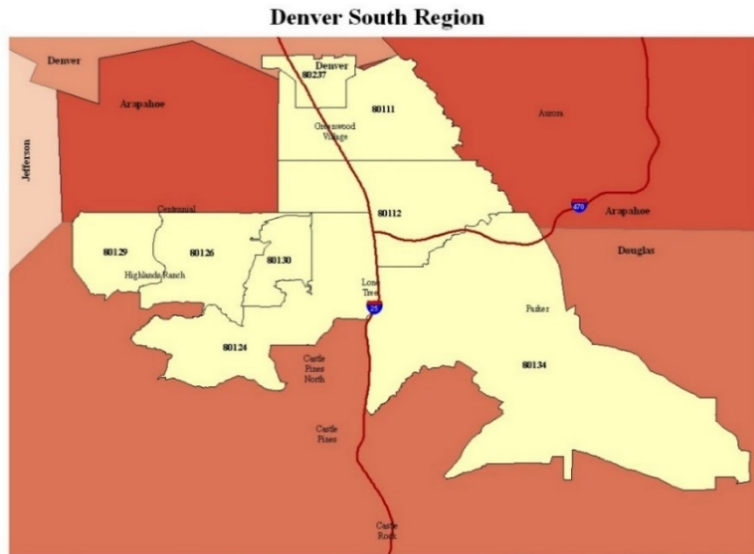 Denver South Region
Denver
Denver
80237
Arapahoe
80111
Aurora
Greenwood
Village
Jefferson
Centennial
80112
470
Arapahoe
Douglas
80129
80126
80130
Highlands Ranch
Lone
Tree
25
Parker
80124
Castle
Pines
North
80134
Castle
Pines
Castle
Rock